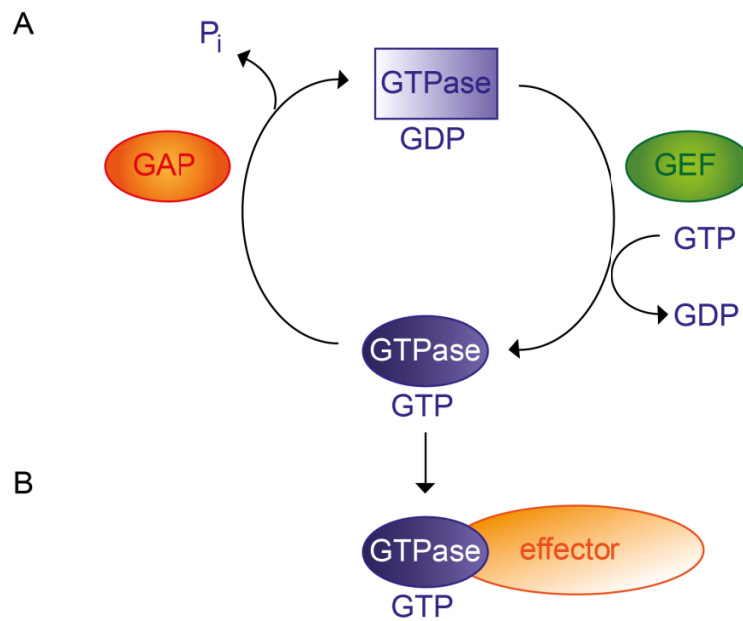 A
Pi
GTPase
GDP
GAP
GEF
GTP
GDP
GTPase
GTP
B
GTPase
effector
GTP